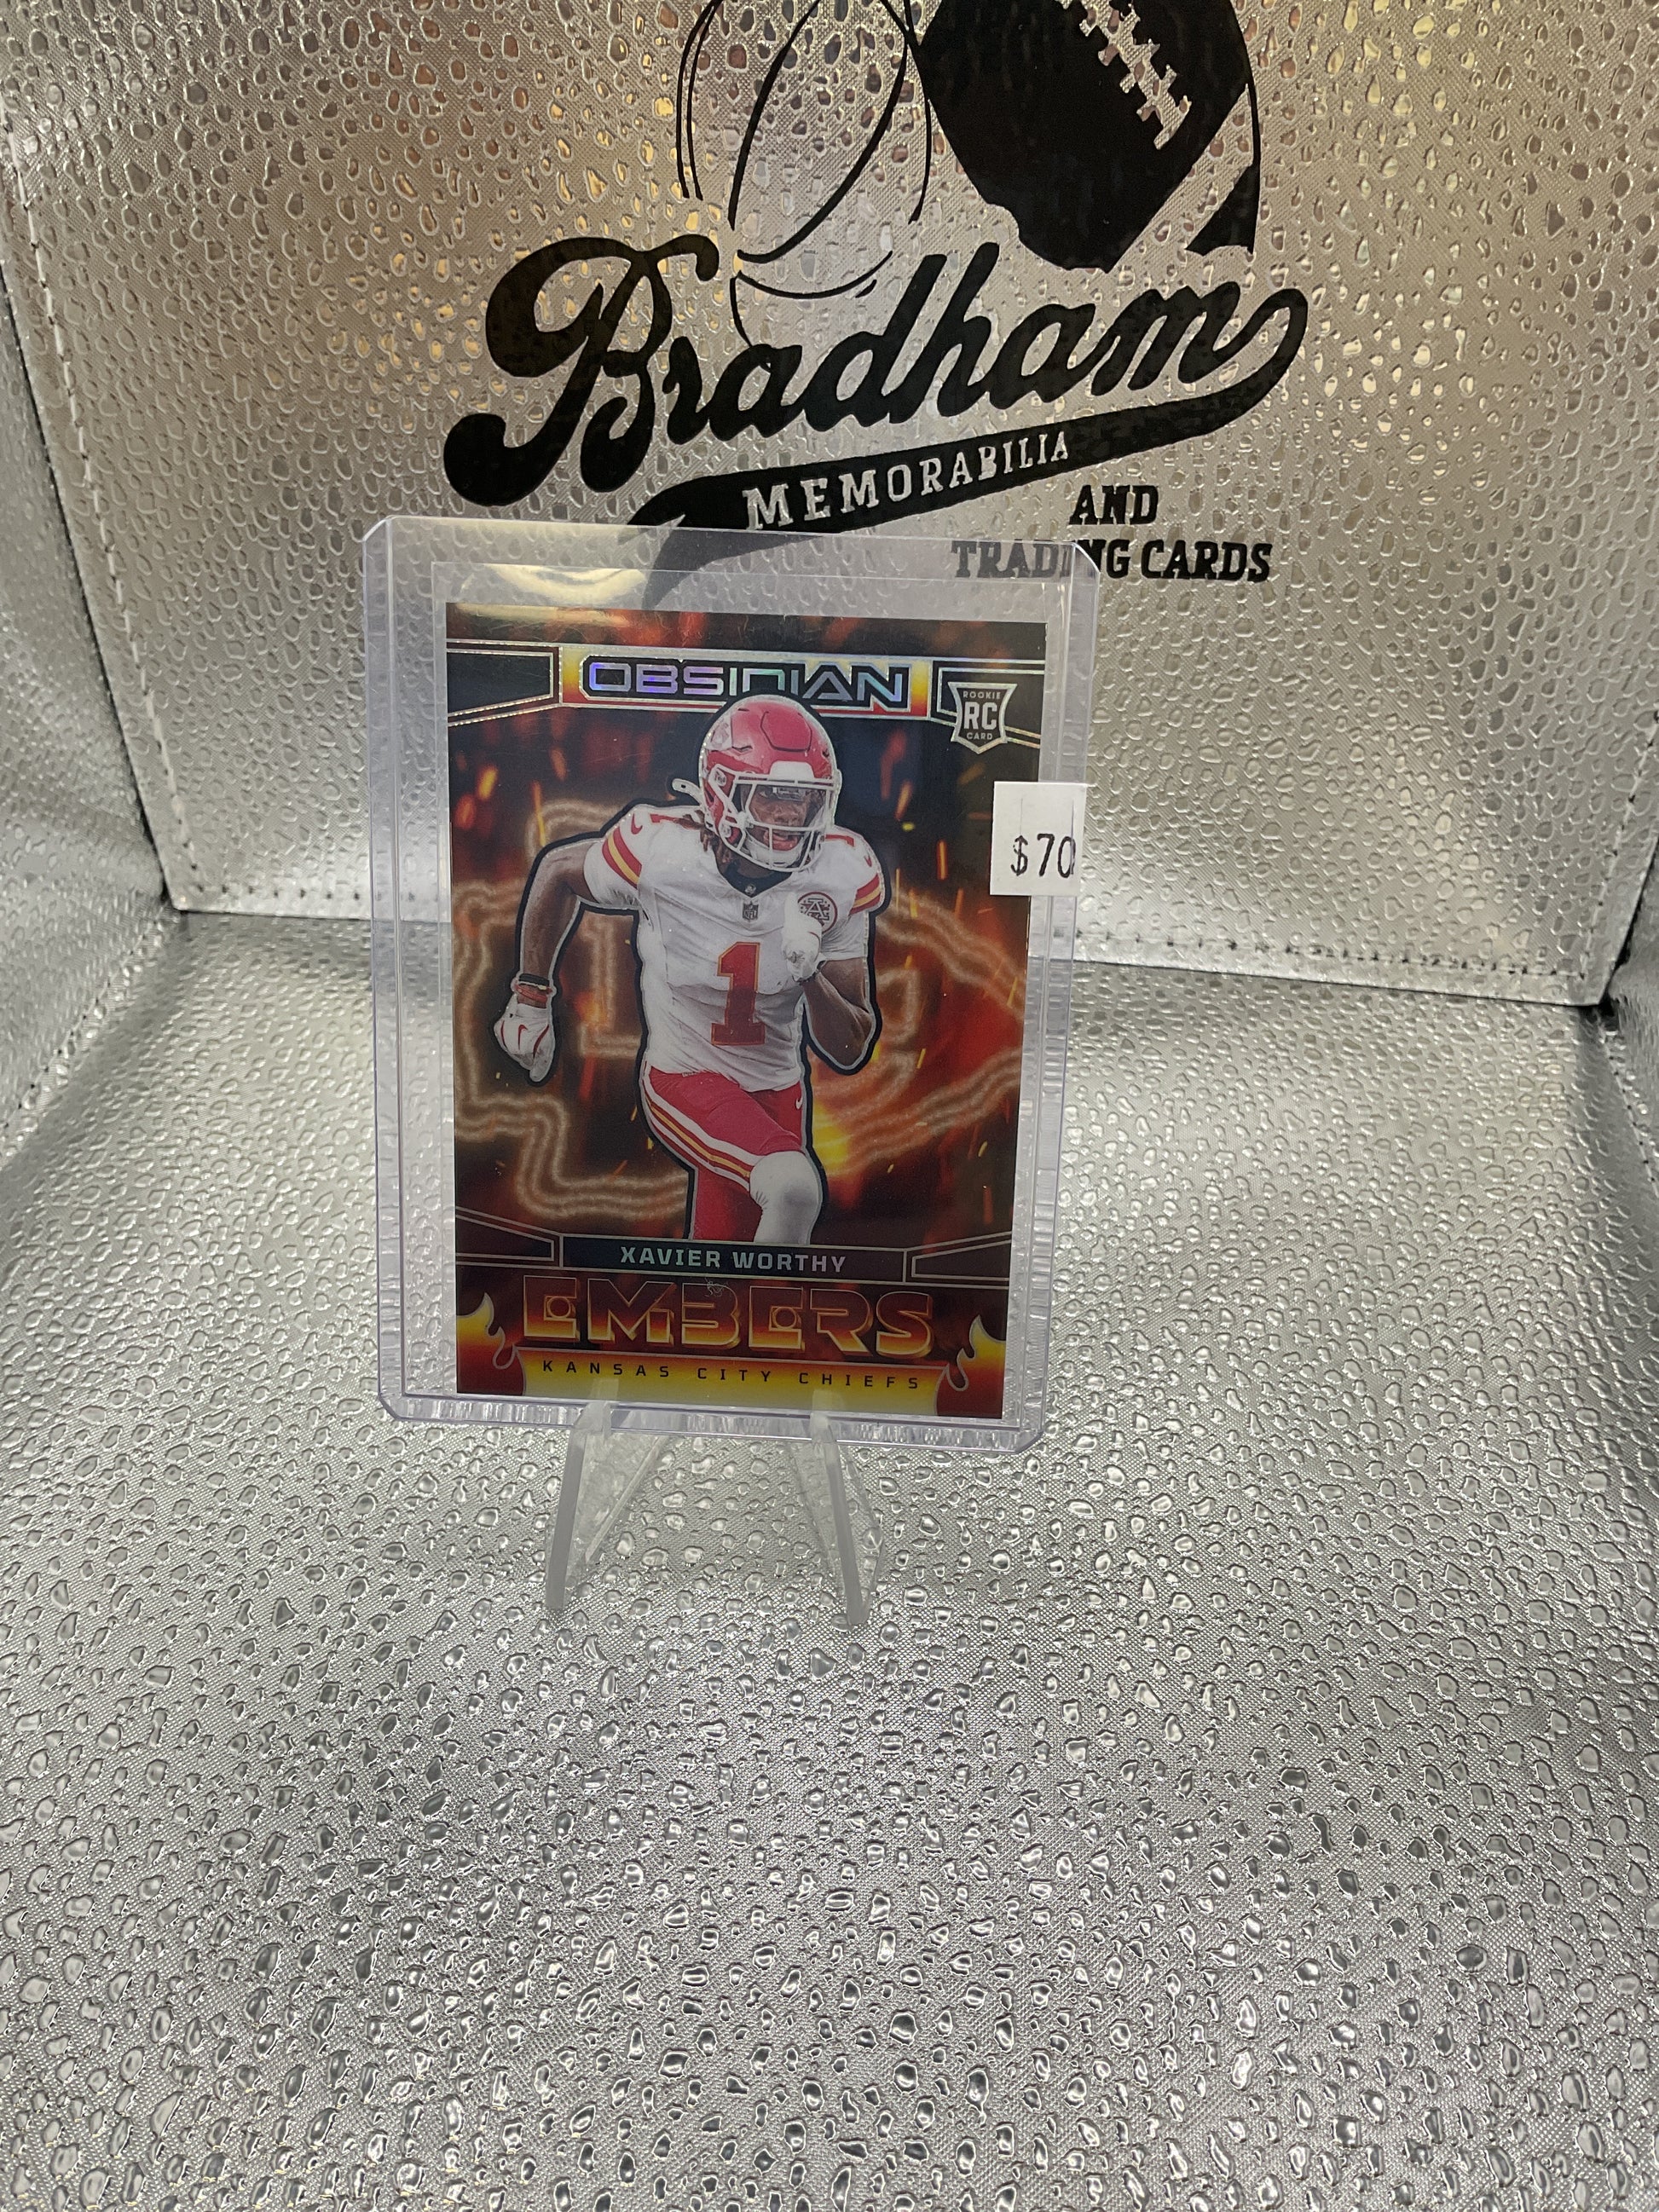 Bradham
MEMORABILIA
AND
TRADING CARDS
OBSIDIAN
ROOKIE
RC
CARD
$70
1
XAVIER WORTHY
EMBERS
KANSAS CITY CHIEFS